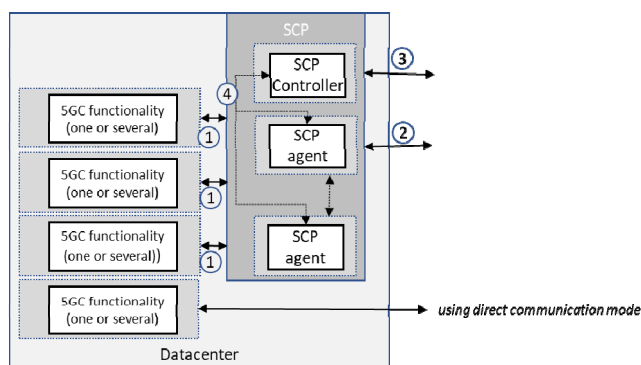 SCP
SCP
Controller
3
4
5GC functionality
(one or several)
1
SCP
agent
2
5GC functionality
(one or several)
1
5GC functionality
(one or several))
1
SCP
agent
5GC functionality
(one or several)
using direct communication mode
Datacenter